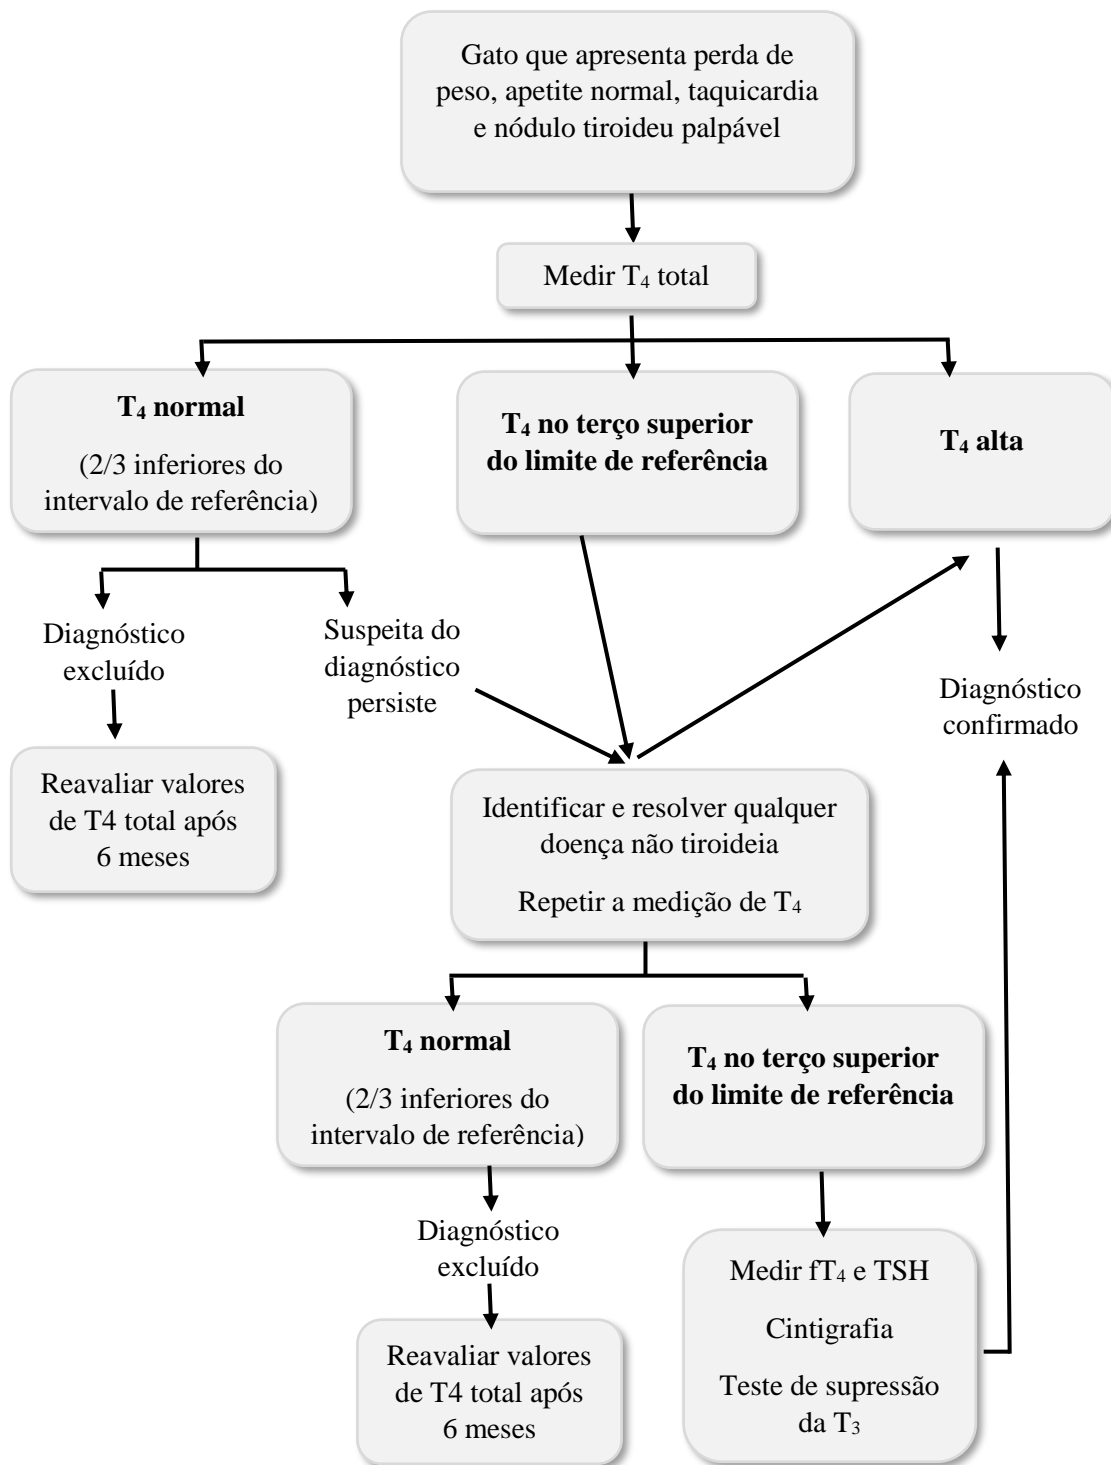 Gato que apresenta perda de
peso, apetite normal, taquicardia
e nódulo tiroideu palpável
Medir T₄ total
T₄ normal
(2/3 inferiores do
intervalo de referência)
T₄ no terço superior
do limite de referência
T₄ alta
Diagnóstico
excluído
Suspeita do
diagnóstico
persiste
Diagnóstico
confirmado
Reavaliar valores
de T4 total após
6 meses
Identificar e resolver qualquer
doença não tiroideia
Repetir a medição de T₄
T₄ normal
(2/3 inferiores do
intervalo de referência)
T₄ no terço superior
do limite de referência
Diagnóstico
excluído
Medir fT₄ e TSH
Cintigrafia
Teste de supressão
da T₃
Reavaliar valores
de T4 total após
6 meses